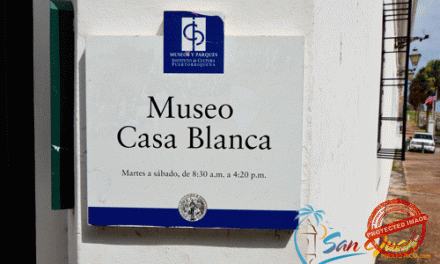 MUSEOS Y PARQUES
INSTITUTO de CULTURA
PUERTORRIQUEÑA
Museo
Casa Blanca
Martes a sábado, de 8:30 a.m. a 4:20 p.m.
San Juan
PROTECTED IMAGE